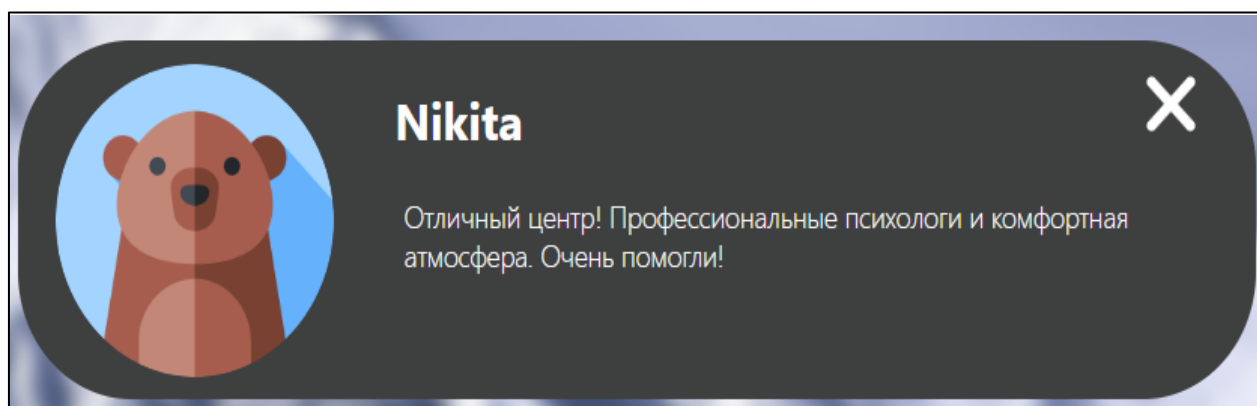 Nikita
Отличный центр! Профессиональные психологи и комфортная
атмосфера. Очень помогли!